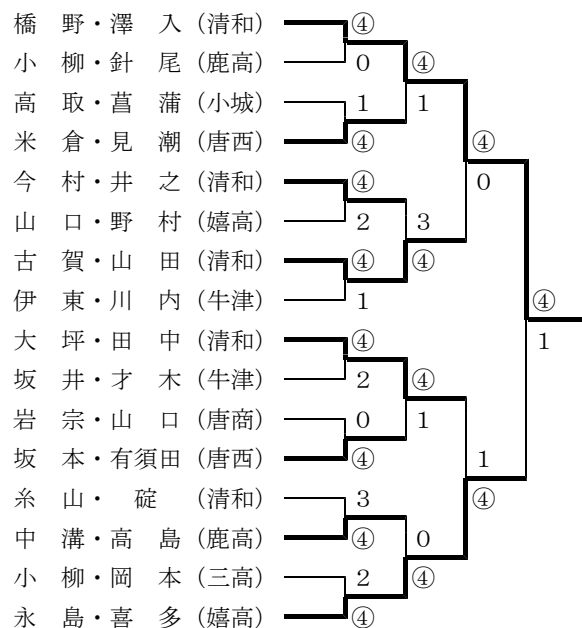 橋　野・澤　入（清和） ④
小　柳・針　尾（鹿高） 0 ④
高　取・菖　蒲（小城） 1 1
米　倉・見　潮（唐西） ④ ④
今　村・井　之（清和） ④ 0
山　口・野　村（嬉高） 2 3
古　賀・山　田（清和） ④ ④
伊　東・川　内（牛津） 1 ④
大　坪・田　中（清和） ④ 1
坂　井・才　木（牛津） 2 ④
岩　宗・山　口（唐商） 0 1
坂　本・有須田（唐西） ④ 1
糸　山・　碇　（清和） 3 ④
中　溝・高　島（鹿高） ④ 0
小　柳・岡　本（三高） 2 ④
永　島・喜　多（嬉高） ④